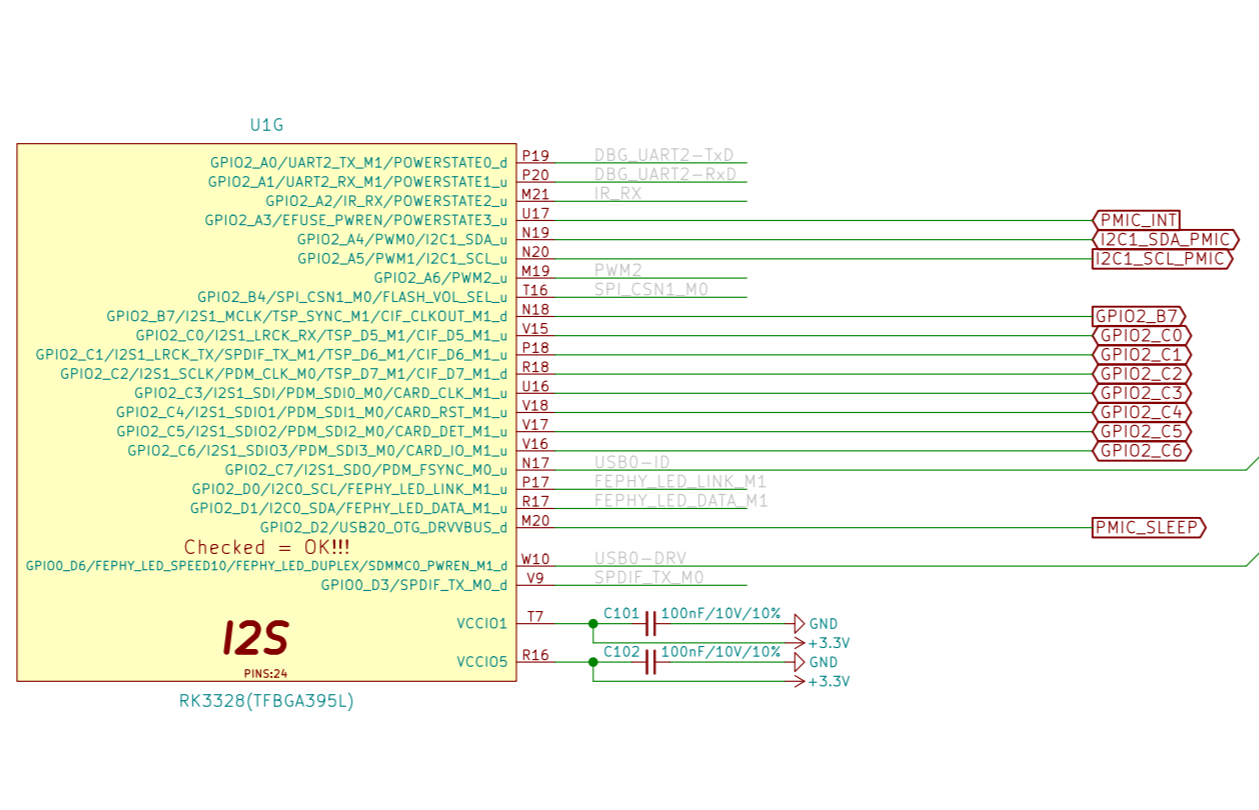 U1G
GPIO2_A0/UART2_TX_M1/POWERSTATE0_d P19 DBG_UART2-TxD
GPIO2_A1/UART2_RX_M1/POWERSTATE1_u P20 DBG_UART2-RxD
GPIO2_A2/IR_RX/POWERSTATE2_u M21 IR_RX
GPIO2_A3/EFUSE_PWREN/POWERSTATE3_u U17 PMIC_INT
GPIO2_A4/PWM0/I2C1_SDA_u N19 I2C1_SDA_PMIC
GPIO2_A5/PWM1/I2C1_SCL_u N20 I2C1_SCL_PMIC
GPIO2_A6/PWM2_u M19 PWM2
GPIO2_B4/SPI_CSN1_M0/FLASH_VOL_SEL_u T16 SPI_CSN1_M0
GPIO2_B7/I2S1_MCLK/TSP_SYNC_M1/CIF_CLKOUT_M1_d N18 GPIO2_B7
GPIO2_C0/I2S1_LRCK_RX/TSP_D5_M1/CIF_D5_M1_u V15 GPIO2_C0
GPIO2_C1/I2S1_LRCK_TX/SPDIF_TX_M1/TSP_D6_M1/CIF_D6_M1_u P18 GPIO2_C1
GPIO2_C2/I2S1_SCLK/PDM_CLK_M0/TSP_D7_M1/CIF_D7_M1_d R18 GPIO2_C2
GPIO2_C3/I2S1_SDI/PDM_SDI0_M0/CARD_CLK_M1_u U16 GPIO2_C3
GPIO2_C4/I2S1_SDIO1/PDM_SDI1_M0/CARD_RST_M1_u V18 GPIO2_C4
GPIO2_C5/I2S1_SDIO2/PDM_SDI2_M0/CARD_DET_M1_u V17 GPIO2_C5
GPIO2_C6/I2S1_SDIO3/PDM_SDI3_M0/CARD_IO_M1_u V16 GPIO2_C6
GPIO2_C7/I2S1_SDO/PDM_FSYNC_M0_u N17 USB0-ID
GPIO2_D0/I2C0_SCL/FEPHY_LED_LINK_M1_u P17 FEPHY_LED_LINK_M1
GPIO2_D1/I2C0_SDA/FEPHY_LED_DATA_M1_u R17 FEPHY_LED_DATA_M1
GPIO2_D2/USB20_OTG_DRVVBUS_d M20 PMIC_SLEEP
Checked = OK!!!
GPIO0_D6/FEPHY_LED_SPEED10/FEPHY_LED_DUPLEX/SDMMC0_PWREN_M1_d W10 USB0-DRV
GPIO0_D3/SPDIF_TX_M0_d V9 SPDIF_TX_M0
VCCIO1 T7 C101 100nF/10V/10% GND
+3.3V
VCCIO5 R16 C102 100nF/10V/10% GND
+3.3V
I2S
PINS:24
RK3328(TFBGA395L)